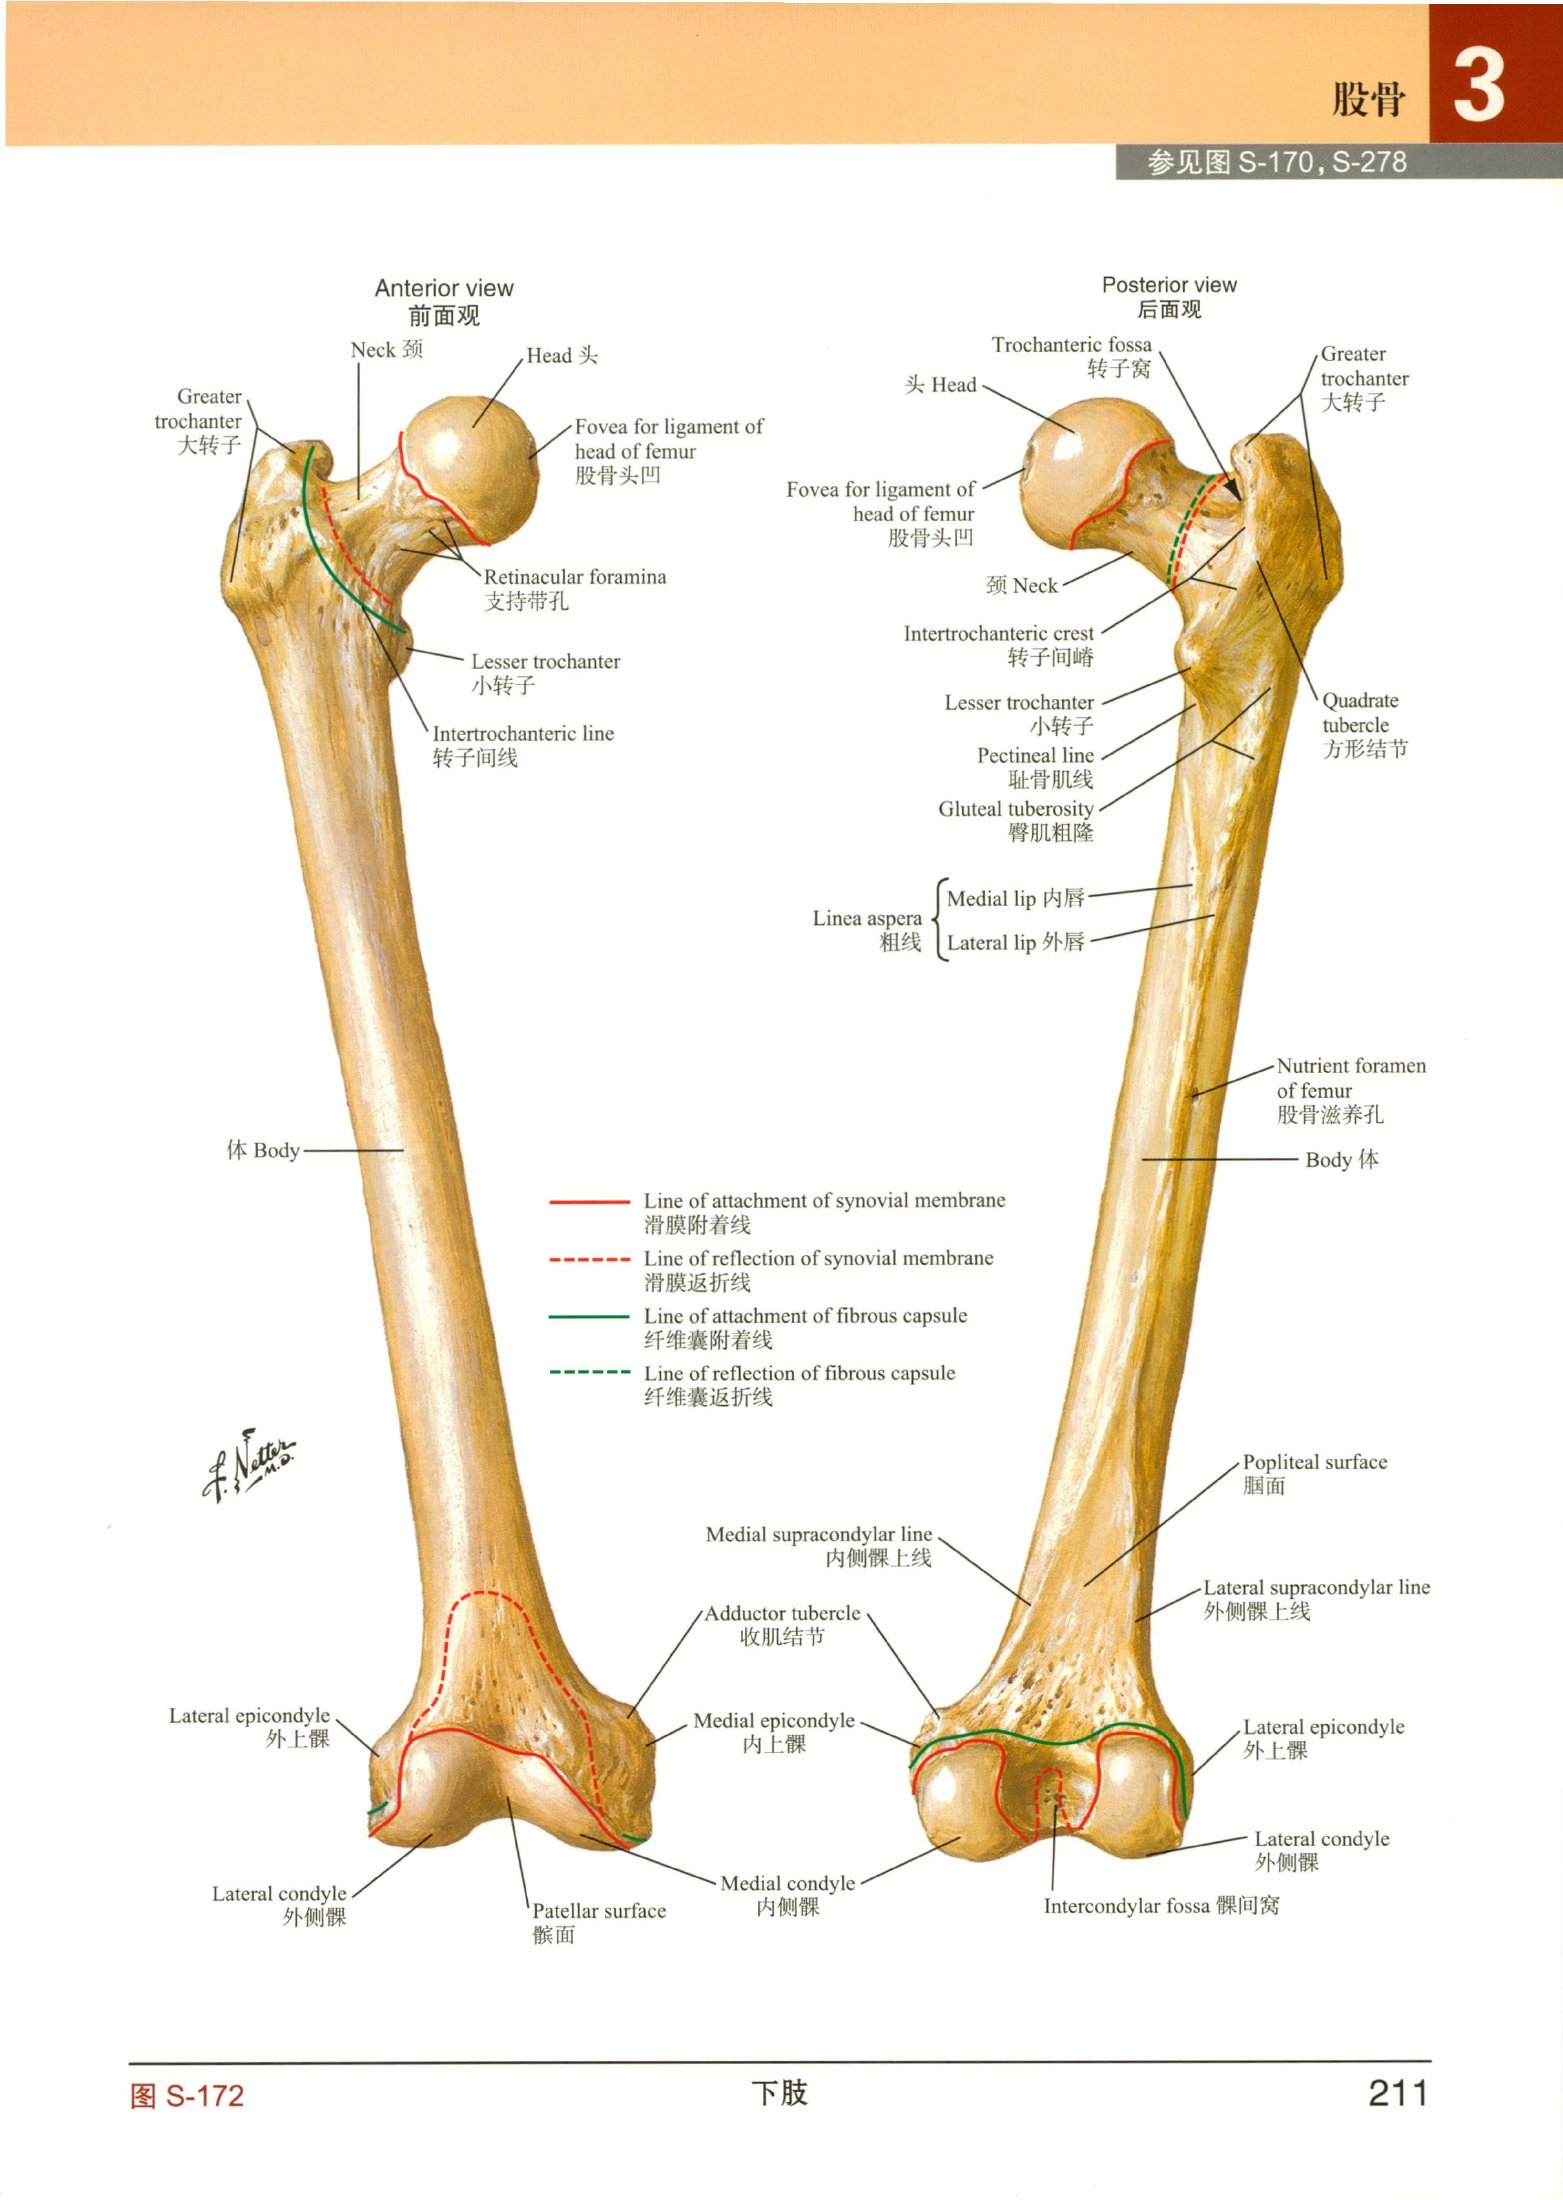 股骨
3
参见图 S-170, S-278
Anterior view
前面观
Neck 颈
Head 头
Greater
trochanter
大转子
Fovea for ligament of
head of femur
股骨头凹
Retinacular foramina
支持带孔
Lesser trochanter
小转子
Intertrochanteric line
转子间线
体 Body
Posterior view
后面观
Trochanteric fossa
转子窝
Greater
trochanter
大转子
头 Head
Fovea for ligament of
head of femur
股骨头凹
颈 Neck
Intertrochanteric crest
转子间嵴
Lesser trochanter
小转子
Pectineal line
耻骨肌线
Gluteal tuberosity
臀肌粗隆
Quadrate
tubercle
方形结节
Linea aspera
粗线
Medial lip 内唇
Lateral lip 外唇
Nutrient foramen
of femur
股骨滋养孔
Body 体
Line of attachment of synovial membrane
滑膜附着线
Line of reflection of synovial membrane
滑膜返折线
Line of attachment of fibrous capsule
纤维囊附着线
Line of reflection of fibrous capsule
纤维囊返折线
F. Netter
M.D.
Popliteal surface
腘面
Medial supracondylar line
内侧髁上线
Lateral supracondylar line
外侧髁上线
Adductor tubercle
收肌结节
Lateral epicondyle
外上髁
Medial epicondyle
内上髁
Lateral epicondyle
外上髁
Lateral condyle
外侧髁
Patellar surface
髌面
Medial condyle
内侧髁
Lateral condyle
外侧髁
Intercondylar fossa 髁间窝
图 S-172
下肢
211